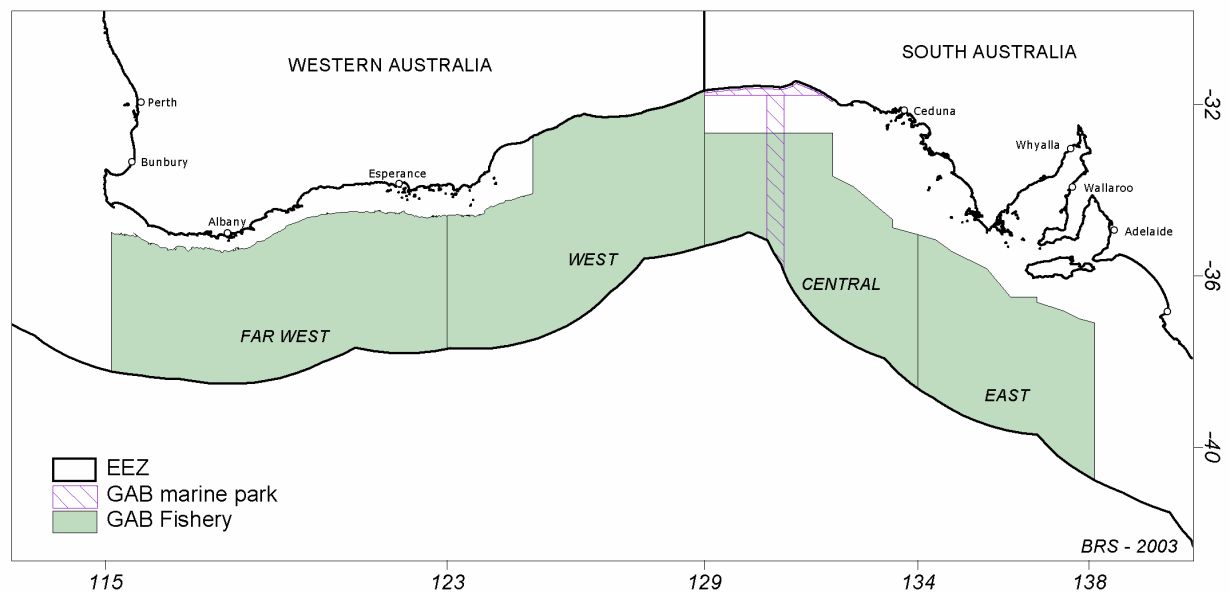 WESTERN AUSTRALIA
SOUTH AUSTRALIA
Perth
Ceduna
-32
Bunbury
Whyalla
Esperance
Wallaroo
Albany
Adelaide
WEST
-36
CENTRAL
FAR WEST
EAST
-40
EEZ
GAB marine park
GAB Fishery
BRS - 2003
115
123
129
134
138